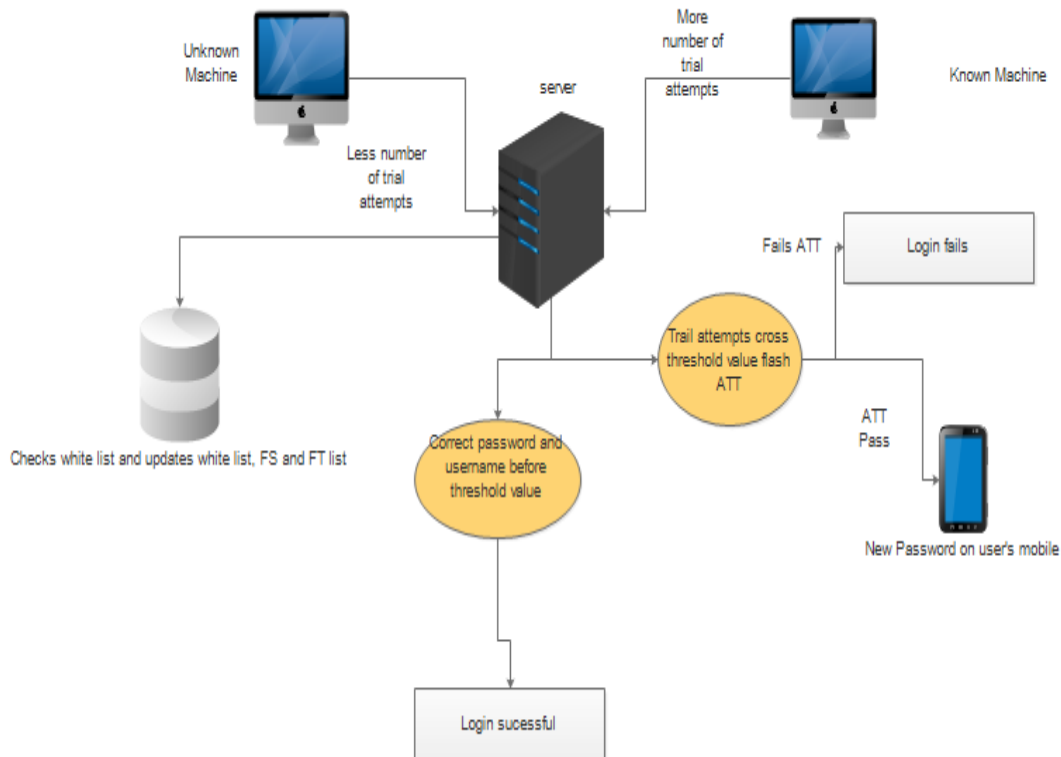 Unknown
Machine
More
number of
trial
attempts
Known Machine
server
Less number
of trial
attempts
Fails ATT
Login fails
Trail attempts cross
threshold value flash
ATT
ATT
Pass
Correct password and
username before
threshold value
Checks white list and updates white list, FS and FT list
New Password on user's mobile
Login sucessful